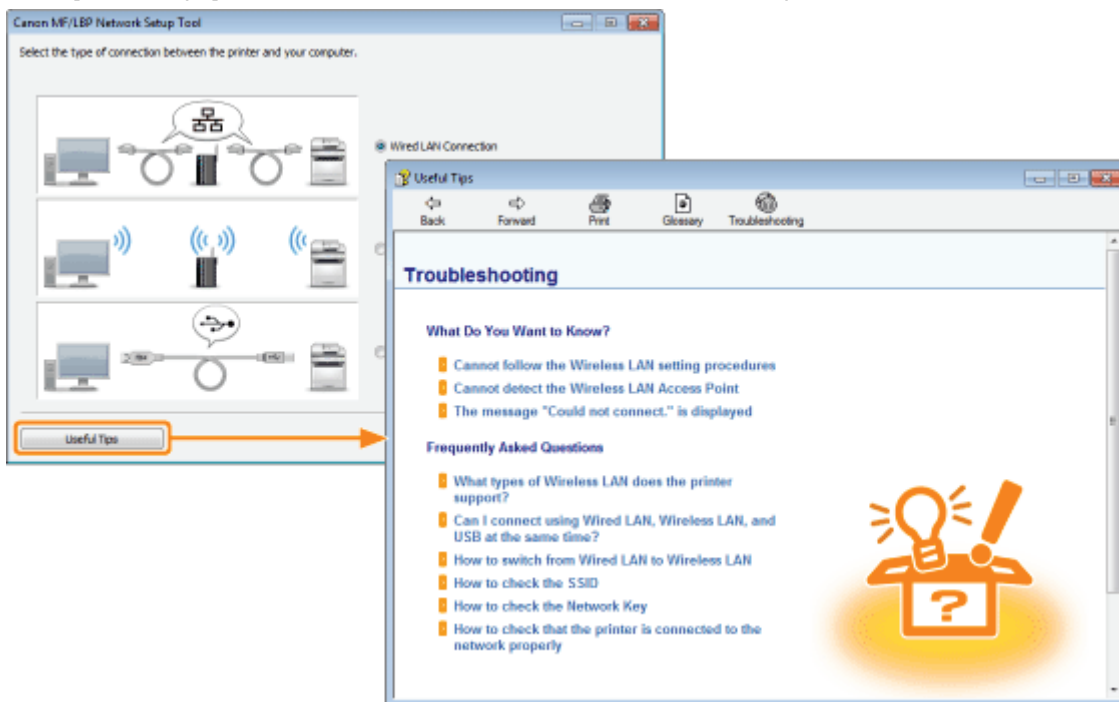 Canon MF/LBP Network Setup Tool
Select the type of connection between the printer and your computer.
Wired LAN Connection
Useful Tips
Useful Tips
Back
Forward
Print
Glossary
Troubleshooting
Troubleshooting
What Do You Want to Know?
Cannot follow the Wireless LAN setting procedures
Cannot detect the Wireless LAN Access Point
The message "Could not connect." is displayed
Frequently Asked Questions
What types of Wireless LAN does the printer
support?
Can I connect using Wired LAN, Wireless LAN, and
USB at the same time?
How to switch from Wired LAN to Wireless LAN
How to check the SSID
How to check the Network Key
How to check that the printer is connected to the
network properly
?